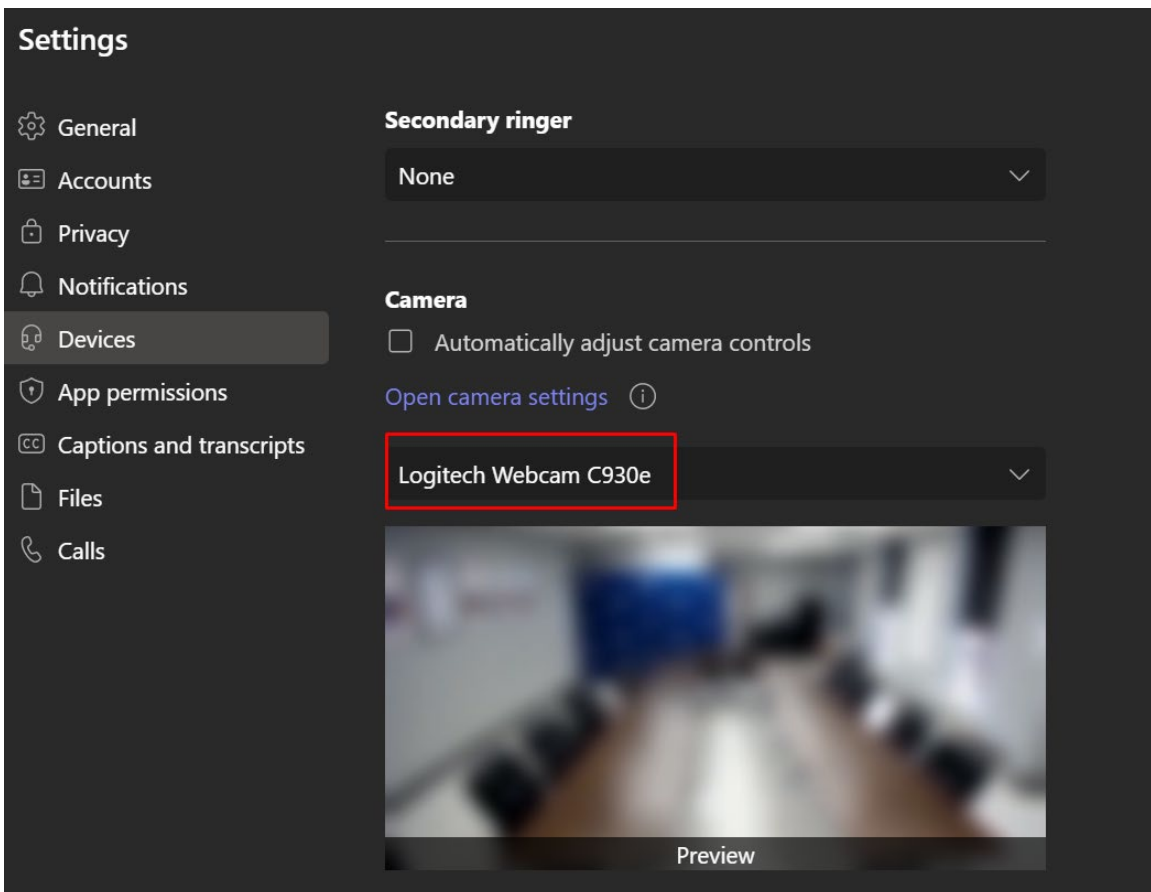 Settings
General
Accounts
Privacy
Notifications
Devices
App permissions
CC Captions and transcripts
Files
Calls
Secondary ringer
None
Camera
Automatically adjust camera controls
Open camera settings
Logitech Webcam C930e
Preview